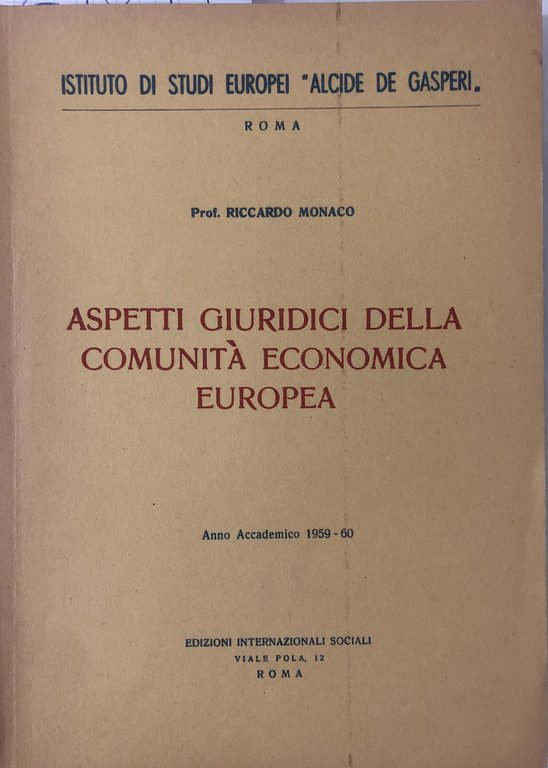 ISTITUTO DI STUDI EUROPEI "ALCIDE DE GASPERI„
ROMA
Prof. RICCARDO MONACO
ASPETTI GIURIDICI DELLA
COMUNITÀ ECONOMICA
EUROPEA
Anno Accademico 1959-60
EDIZIONI INTERNAZIONALI SOCIALI
VIALE POLA, 12
ROMA